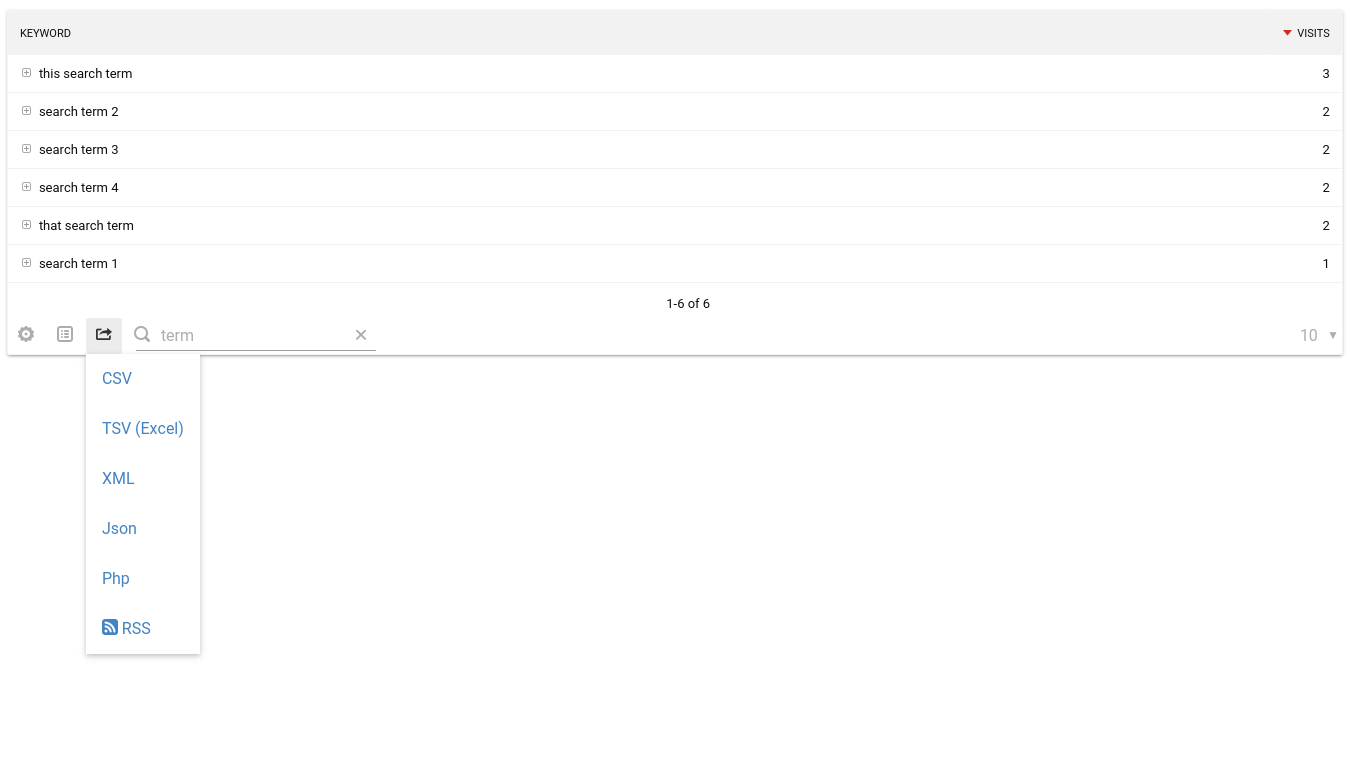 KEYWORD VISITS
this search term 3
search term 2 2
search term 3 2
search term 4 2
that search term 2
search term 1 1
1-6 of 6
term 10
CSV
TSV (Excel)
XML
Json
Php
RSS